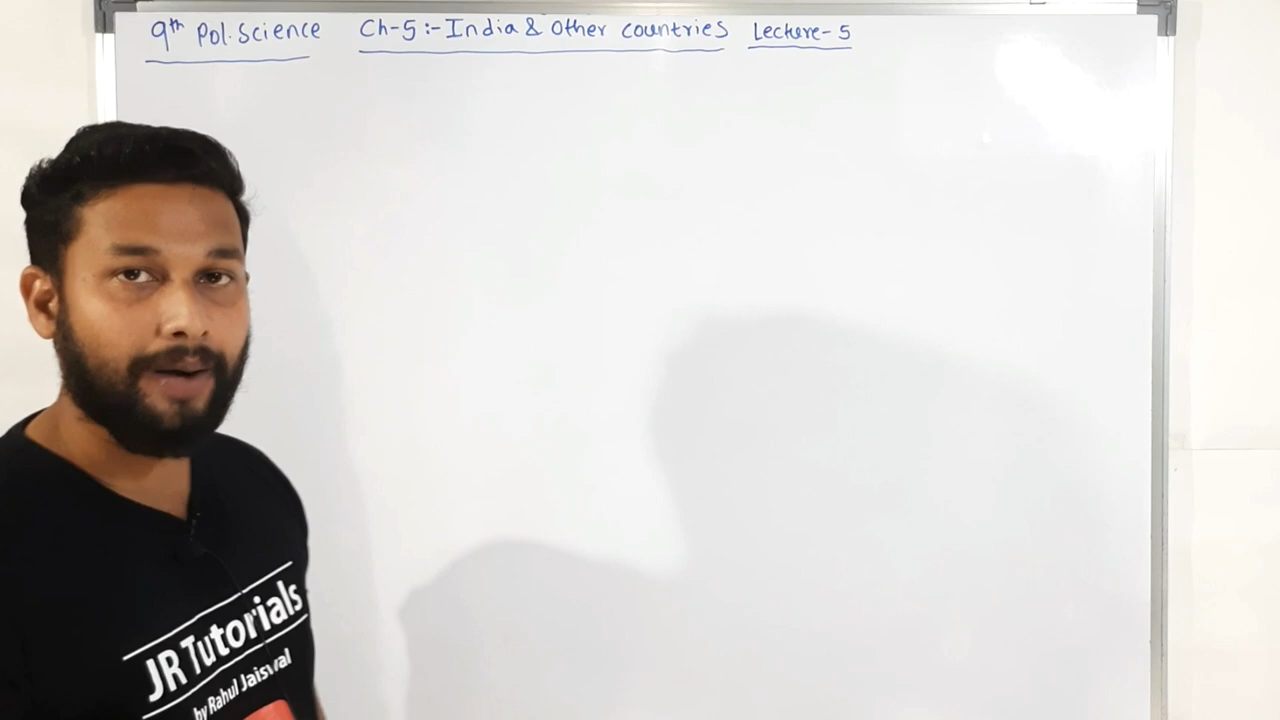 9th Pol. Science Ch-5 :- India & Other countries Lecture- 5
JR Tutorials
by Rahul Jaiswal